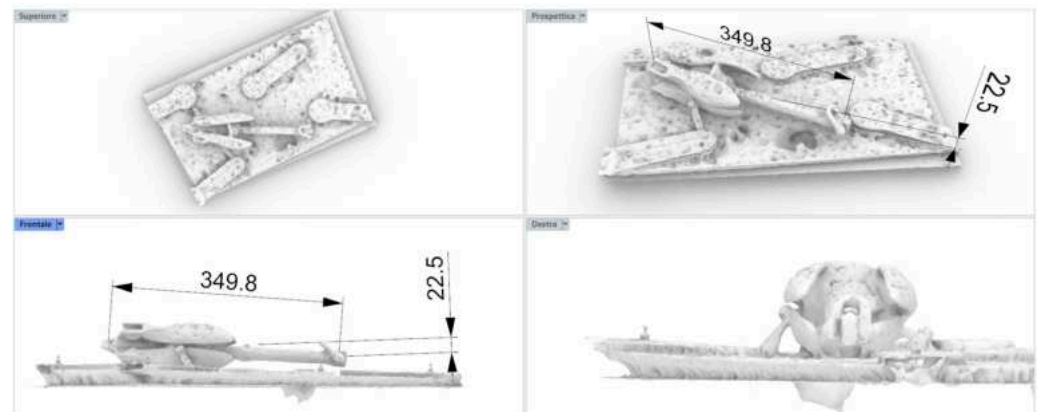 Superiore
Prospettica
349.8
22.5
Frontale
349.8
22.5
Destra